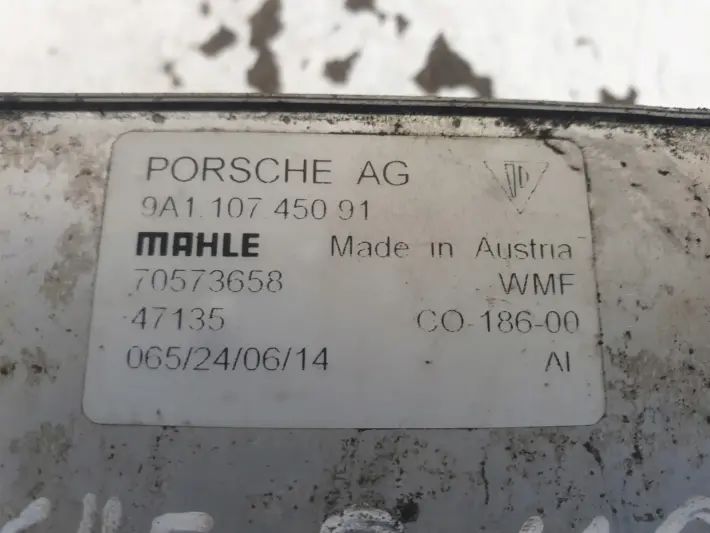 PORSCHE AG
9A1.107 450 91
MAHLE Made in Austria
70573658 WMF
47135 CO-186-00
065/24/06/14 AI